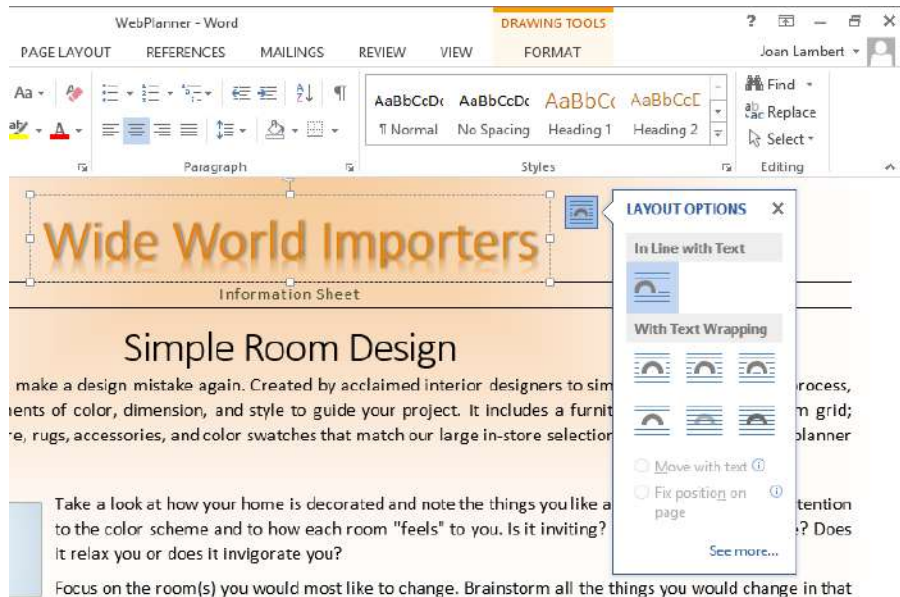 WebPlanner - Word
DRAWING TOOLS
?
PAGE LAYOUT REFERENCES MAILINGS REVIEW VIEW FORMAT Joan Lambert
Aa
AaBbCcDc AaBbCcDc AaBbCc AaBbCcE
¶ Normal No Spacing Heading 1 Heading 2
Find
Replace
Select
Paragraph Styles Editing
Wide World Importers
Information Sheet
Simple Room Design
make a design mistake again. Created by acclaimed interior designers to sim
of color, dimension, and style to guide your project. It includes a furnit
rugs, accessories, and color swatches that match our large in-store selection
rocess,
m grid;
planner
Take a look at how your home is decorated and note the things you like a tention
to the color scheme and to how each room "feels" to you. Is it inviting? ? Does
it relax you or does it invigorate you?
Focus on the room(s) you would most like to change. Brainstorm all the things you would change in that
LAYOUT OPTIONS X
In Line with Text
With Text Wrapping
Move with text
Fix position on
page
See more...